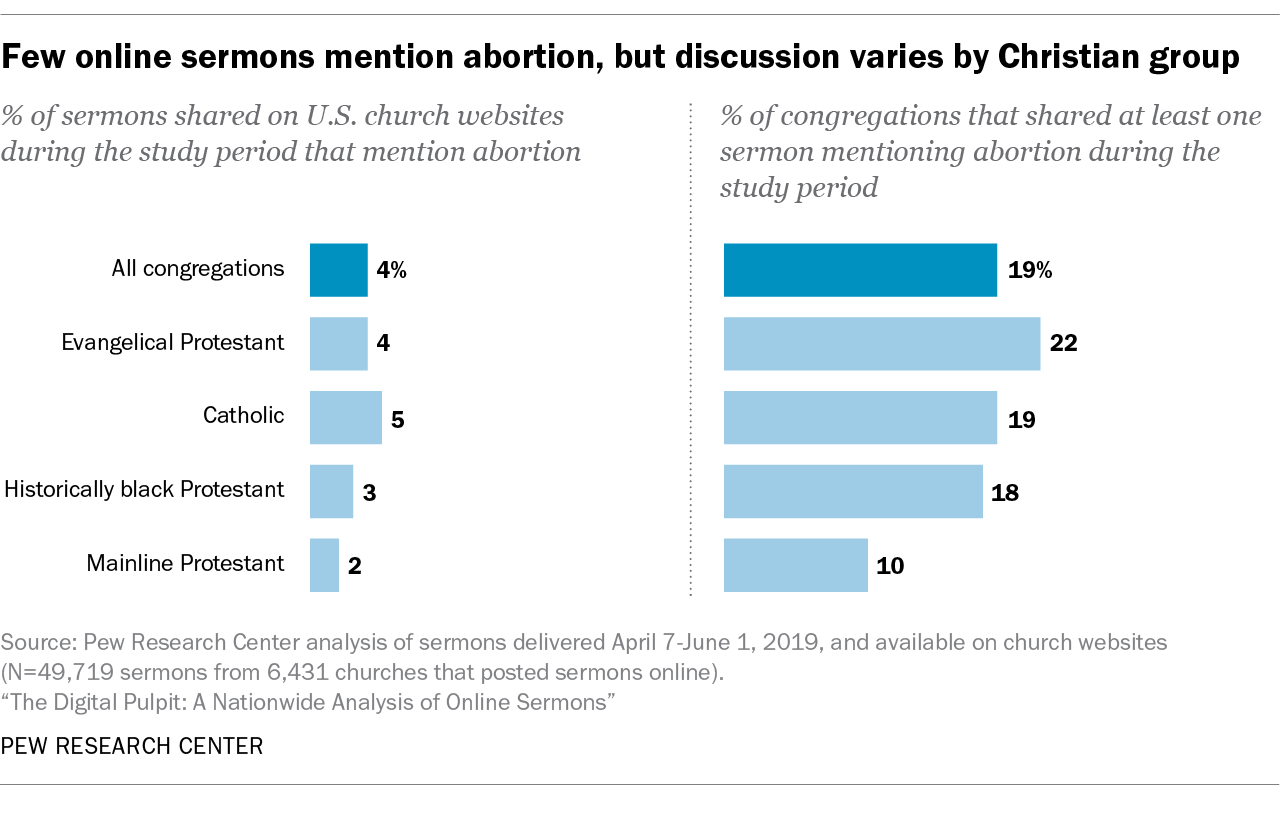 Few online sermons mention abortion, but discussion varies by Christian group
% of sermons shared on U.S. church websites
during the study period that mention abortion
% of congregations that shared at least one
sermon mentioning abortion during the
study period
All congregations 4% 19%
Evangelical Protestant 4 22
Catholic 5 19
Historically black Protestant 3 18
Mainline Protestant 2 10
Source: Pew Research Center analysis of sermons delivered April 7-June 1, 2019, and available on church websites
(N=49,719 sermons from 6,431 churches that posted sermons online).
“The Digital Pulpit: A Nationwide Analysis of Online Sermons”
PEW RESEARCH CENTER